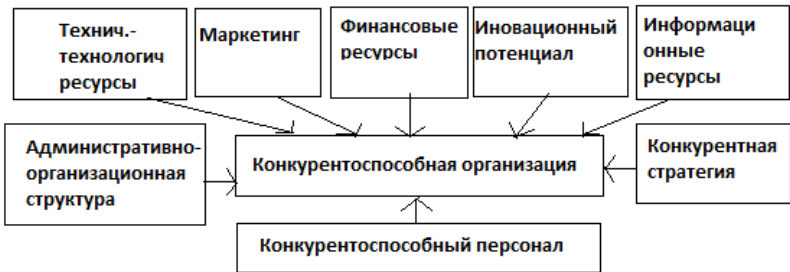 Технич.-
технологич
ресурсы
Маркетинг
Финансовые
ресурсы
Иновационный
потенциал
Информаци
онные
ресурсы
Административно-
организационная
структура
Конкурентоспособная организация
Конкурентная
стратегия
Конкурентоспособный персонал